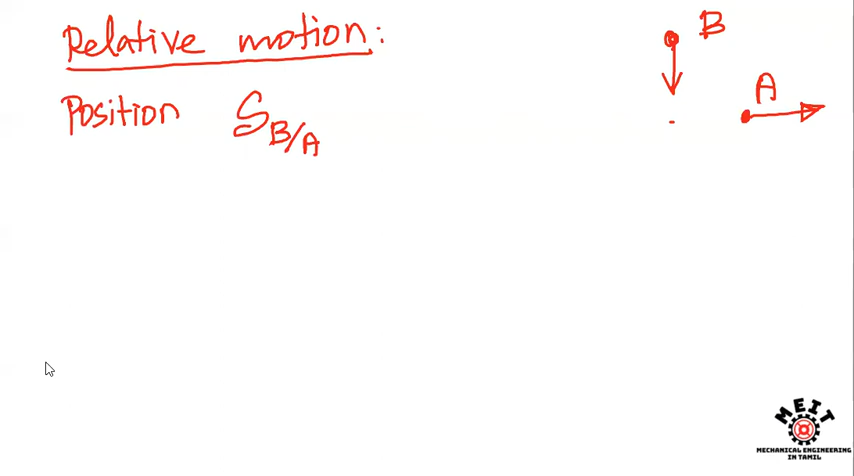 Relative motion:
B
Position S_B/A
A
MEIT
MECHANICAL ENGINEERING
IN TAMIL